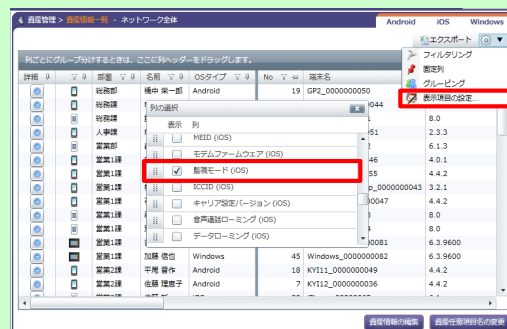 資産管理 > 資産情報一覧 - ネットワーク全体
Android iOS Windows
エクスポート
列ごとにグループ分けするときは、ここに列ヘッダーをドラッグします。
フィルタリング
固定列
グルーピング
表示項目の設定...
詳細 部署 名前 OSタイプ No 端末名
総務部 橋中 栄一郎 Android 19 GP2_0000000050
総務課 0044
総務課 8.0
人事課 051 2.3.3
営業部 6.1.3
営業1課 046 4.0.1
営業1課 055 4.4.2
営業1課 p_0000000043 3.2.1
営業1課 00047 4.4.2
営業1課 8.0
営業1課 8.0
営業1課 00081 6.3.9600
営業1課 加藤 信也 Windows 45 Windows_0000000082 6.3.9600
営業2課 平尾 晋作 Android 18 KYI11_0000000049 4.4.2
営業2課 佐藤 理恵子 Android 7 KYI12_0000000036 4.4.2
列の選択
表示 列
MEID (iOS)
モデムファームウェア (iOS)
監視モード (iOS)
ICCID (iOS)
キャリア設定バージョン (iOS)
音声通話ローミング (iOS)
データローミング (iOS)
資産情報の編集 資産任意項目名の変更